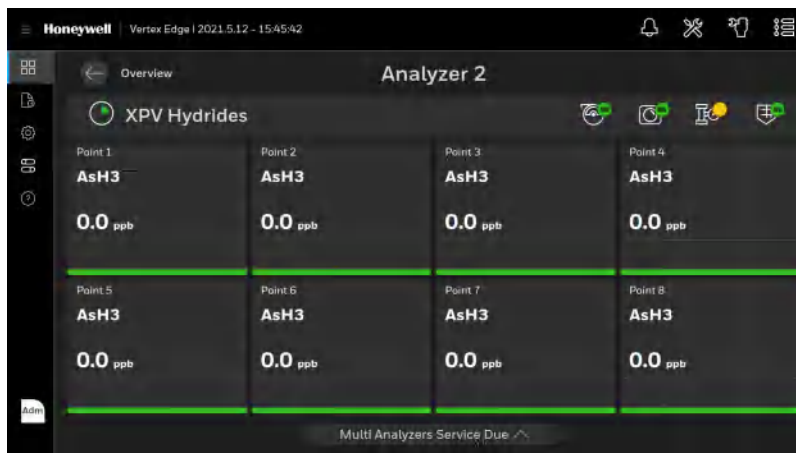 Honeywell Vertex Edge | 2021.5.12 - 15:45:42
Overview
Analyzer 2
XPV Hydrides
Point 1 Point 2 Point 3 Point 4
AsH3 AsH3 AsH3 AsH3
0.0 ppb 0.0 ppb 0.0 ppb 0.0 ppb
Point 5 Point 6 Point 7 Point 8
AsH3 AsH3 AsH3 AsH3
0.0 ppb 0.0 ppb 0.0 ppb 0.0 ppb
Adm
Multi Analyzers Service Due